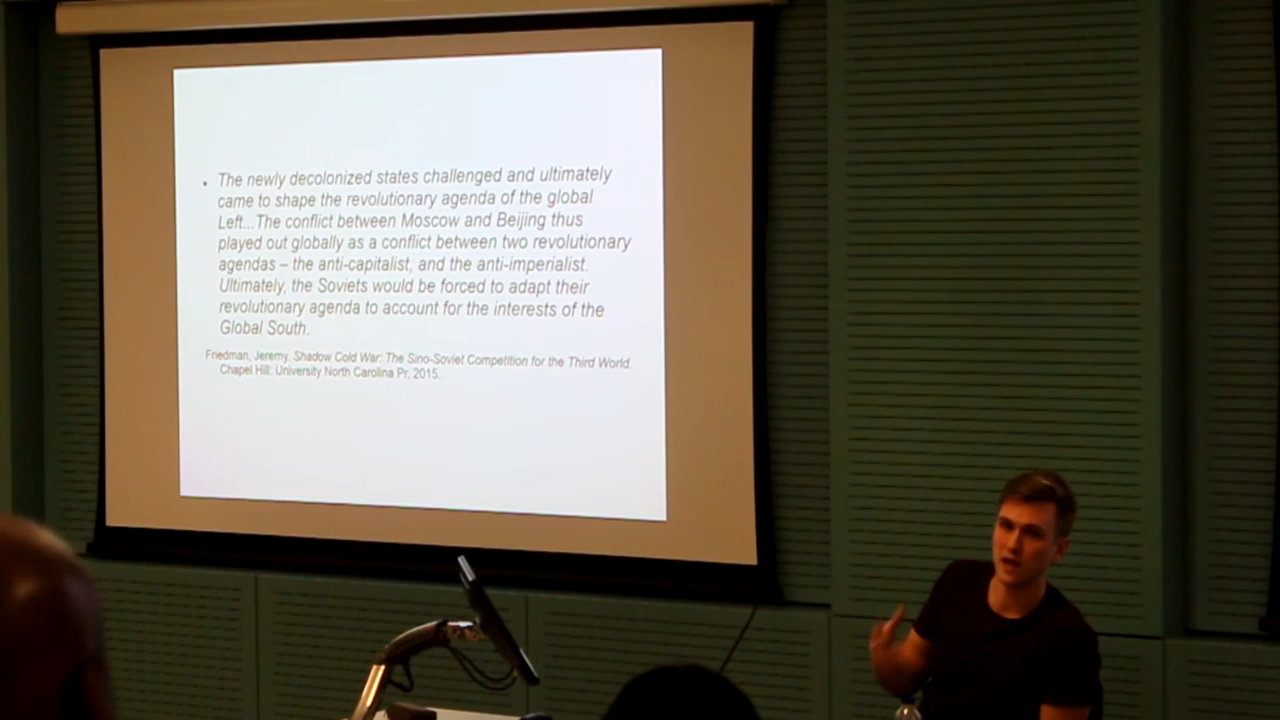 • The newly decolonized states challenged and ultimately
came to shape the revolutionary agenda of the global
Left...The conflict between Moscow and Beijing thus
played out globally as a conflict between two revolutionary
agendas – the anti-capitalist, and the anti-imperialist.
Ultimately, the Soviets would be forced to adapt their
revolutionary agenda to account for the interests of the
Global South.
Friedman, Jeremy. Shadow Cold War: The Sino-Soviet Competition for the Third World.
Chapel Hill: University North Carolina Pr, 2015.